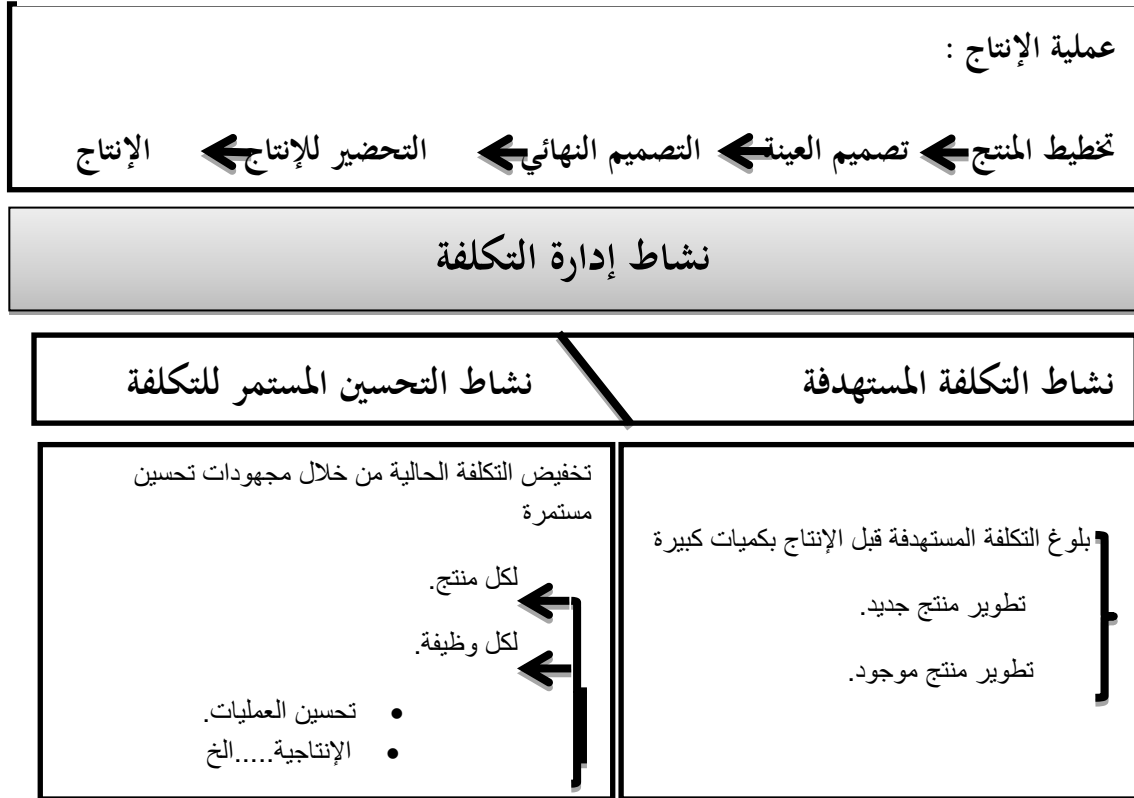 عملية الإنتاج :
تخطيط المنتج تصميم العينة التصميم النهائي التحضير للإنتاج الإنتاج
نشاط إدارة التكلفة
نشاط التكلفة المستهدفة
نشاط التحسين المستمر للتكلفة
بلوغ التكلفة المستهدفة قبل الإنتاج بكميات كبيرة
تطوير منتج جديد.
تطوير منتج موجود.
تخفيض التكلفة الحالية من خلال مجهودات تحسين
مستمرة
لكل منتج.
لكل وظيفة.
• تحسين العمليات.
• الإنتاجية.....الخ